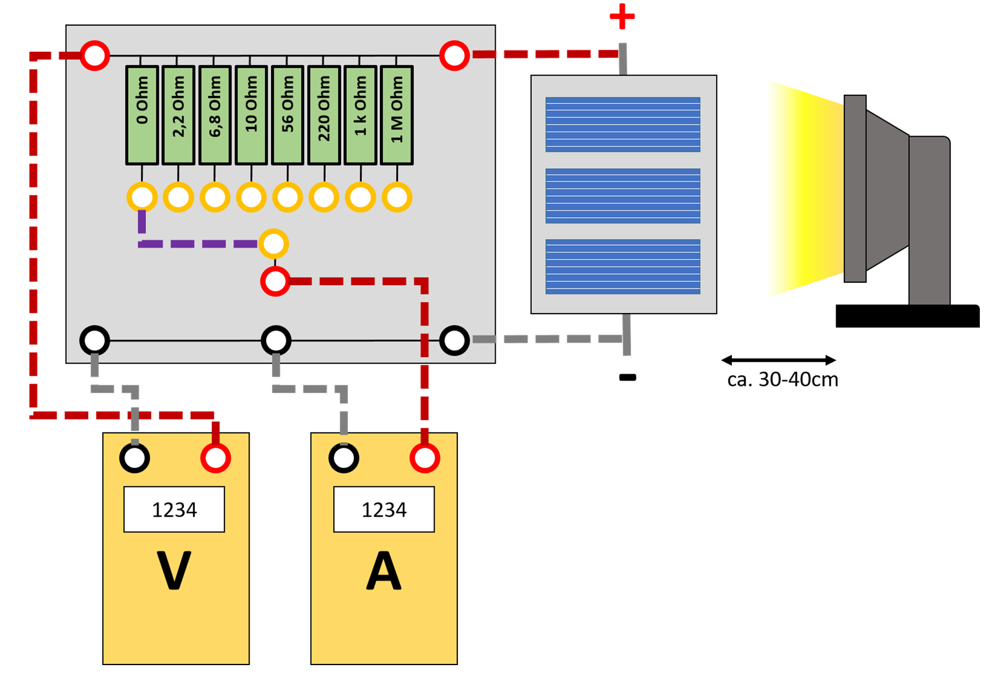 +
0 Ohm
2,2 Ohm
6,8 Ohm
10 Ohm
56 Ohm
220 Ohm
1 k Ohm
1 M Ohm
-
ca. 30-40cm
1234
V
1234
A